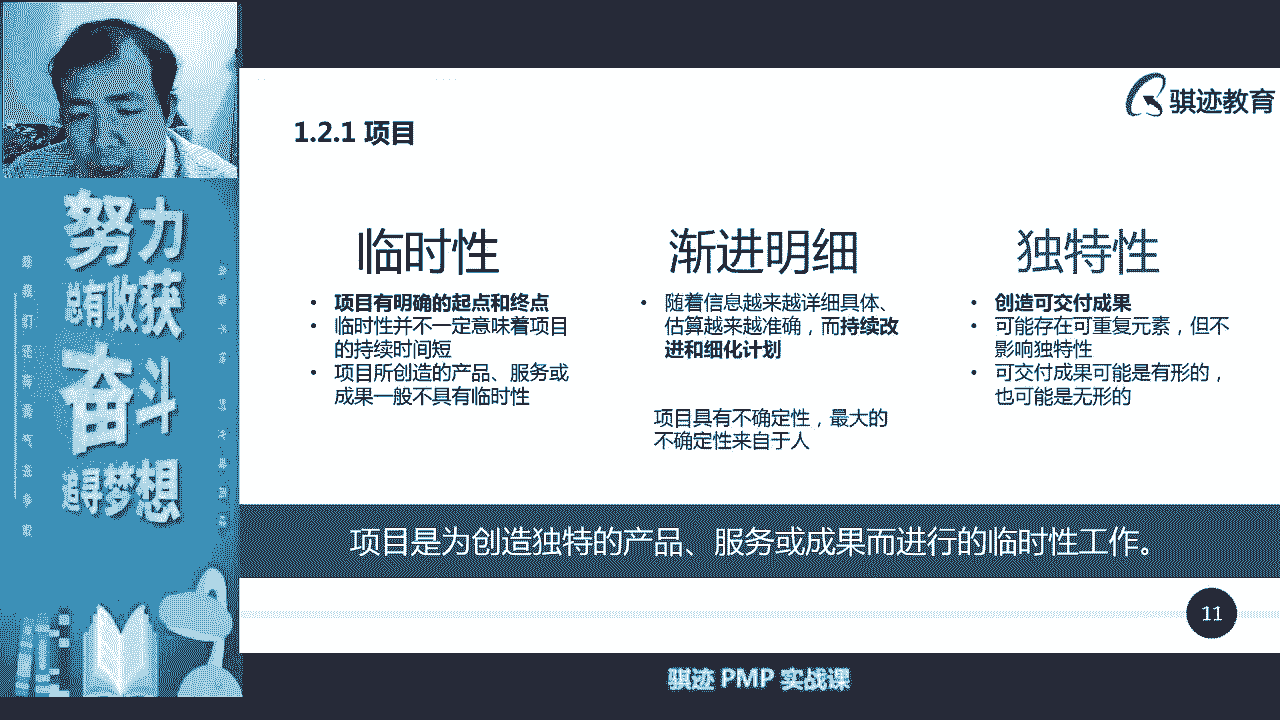 骐迹教育
1.2.1 项目
努力
总有收获
奋斗
追寻梦想
临时性
• 项目有明确的起点和终点
• 临时性并不一定意味着项目
的持续时间短
• 项目所创造的产品、服务或
成果一般不具有临时性
渐进明细
• 随着信息越来越详细具体、
估算越来越准确，而持续改
进和细化计划
项目具有不确定性，最大的
不确定性来自于人
独特性
• 创造可交付成果
• 可能存在可重复元素，但不
影响独特性
• 可交付成果可能是有形的，
也可能是无形的
项目是为创造独特的产品、服务或成果而进行的临时性工作。
11
骐迹 PMP 实战课